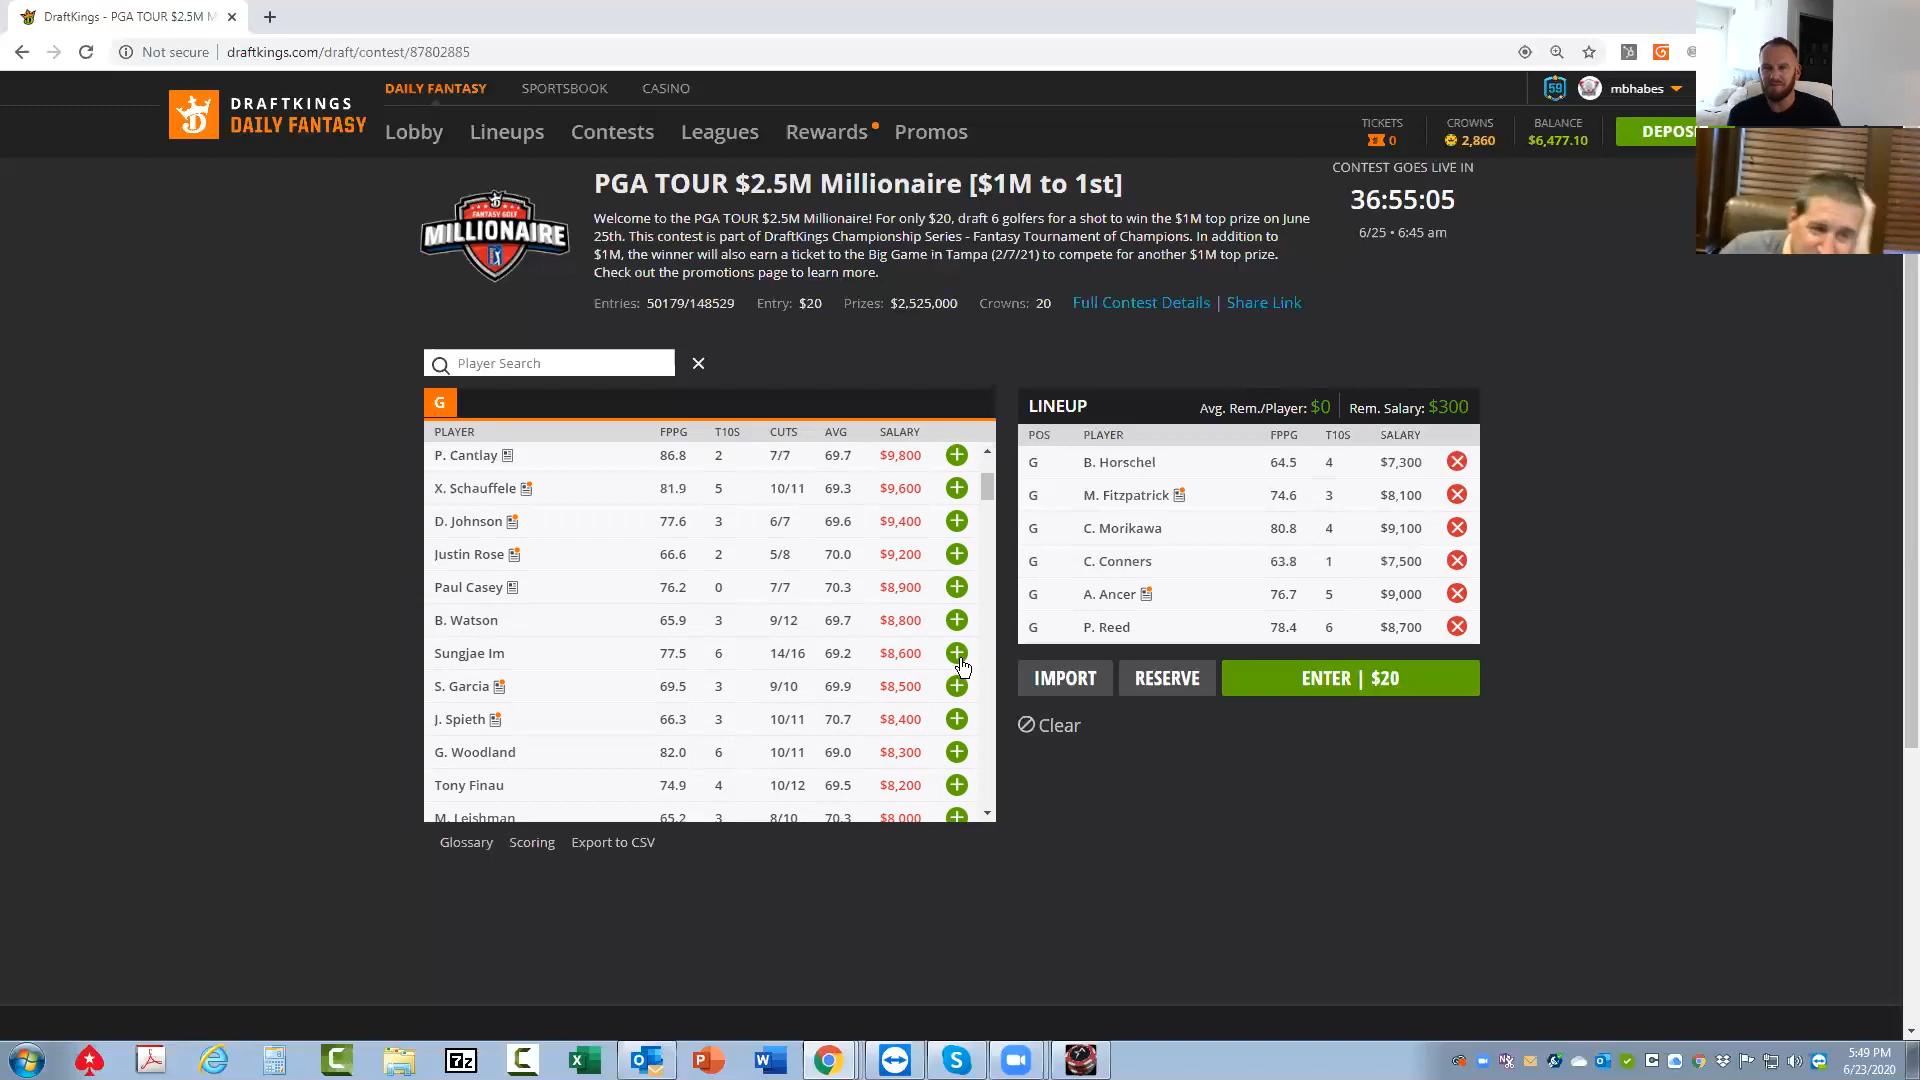 DraftKings - PGA TOUR $2.5M M
Not secure | draftkings.com/draft/contest/87802885
DRAFTKINGS
DAILY FANTASY
DAILY FANTASY SPORTSBOOK CASINO
Lobby Lineups Contests Leagues Rewards Promos
59 mbhabes
TICKETS CROWNS BALANCE
0 2,860 $6,477.10
DEPOS
FANTASY GOLF
MILLIONAIRE
PGA TOUR $2.5M Millionaire [$1M to 1st]
Welcome to the PGA TOUR $2.5M Millionaire! For only $20, draft 6 golfers for a shot to win the $1M top prize on June
25th. This contest is part of DraftKings Championship Series - Fantasy Tournament of Champions. In addition to
$1M, the winner will also earn a ticket to the Big Game in Tampa (2/7/21) to compete for another $1M top prize.
Check out the promotions page to learn more.
Entries: 50179/148529 Entry: $20 Prizes: $2,525,000 Crowns: 20 Full Contest Details | Share Link
CONTEST GOES LIVE IN
36:55:05
6/25 • 6:45 am
Player Search
G
PLAYER FPPG T10S CUTS AVG SALARY
P. Cantlay 86.8 2 7/7 69.7 $9,800
X. Schauffele 81.9 5 10/11 69.3 $9,600
D. Johnson 77.6 3 6/7 69.6 $9,400
Justin Rose 66.6 2 5/8 70.0 $9,200
Paul Casey 76.2 0 7/7 70.3 $8,900
B. Watson 65.9 3 9/12 69.7 $8,800
Sungjae Im 77.5 6 14/16 69.2 $8,600
S. Garcia 69.5 3 9/10 69.9 $8,500
J. Spieth 66.3 3 10/11 70.7 $8,400
G. Woodland 82.0 6 10/11 69.0 $8,300
Tony Finau 74.9 4 10/12 69.5 $8,200
M. Leishman 65.2 3 8/10 70.3 $8,000
Glossary Scoring Export to CSV
LINEUP Avg. Rem./Player: $0 Rem. Salary: $300
POS PLAYER FPPG T10S SALARY
G B. Horschel 64.5 4 $7,300
G M. Fitzpatrick 74.6 3 $8,100
G C. Morikawa 80.8 4 $9,100
G C. Conners 63.8 1 $7,500
G A. Ancer 76.7 5 $9,000
G P. Reed 78.4 6 $8,700
IMPORT RESERVE ENTER | $20
Clear
5:49 PM
6/23/2020